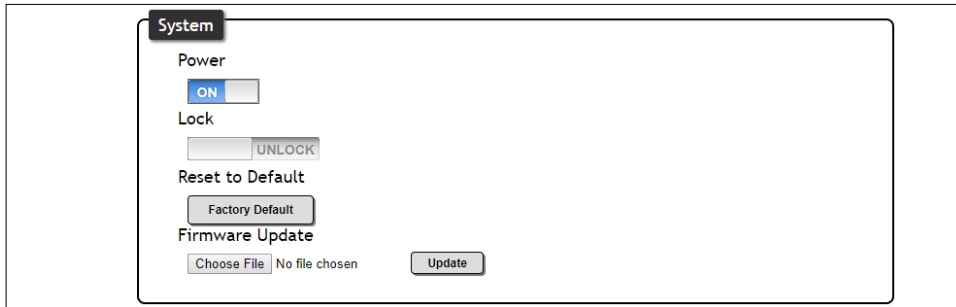 System
Power
ON
Lock
UNLOCK
Reset to Default
Factory Default
Firmware Update
Choose File No file chosen Update